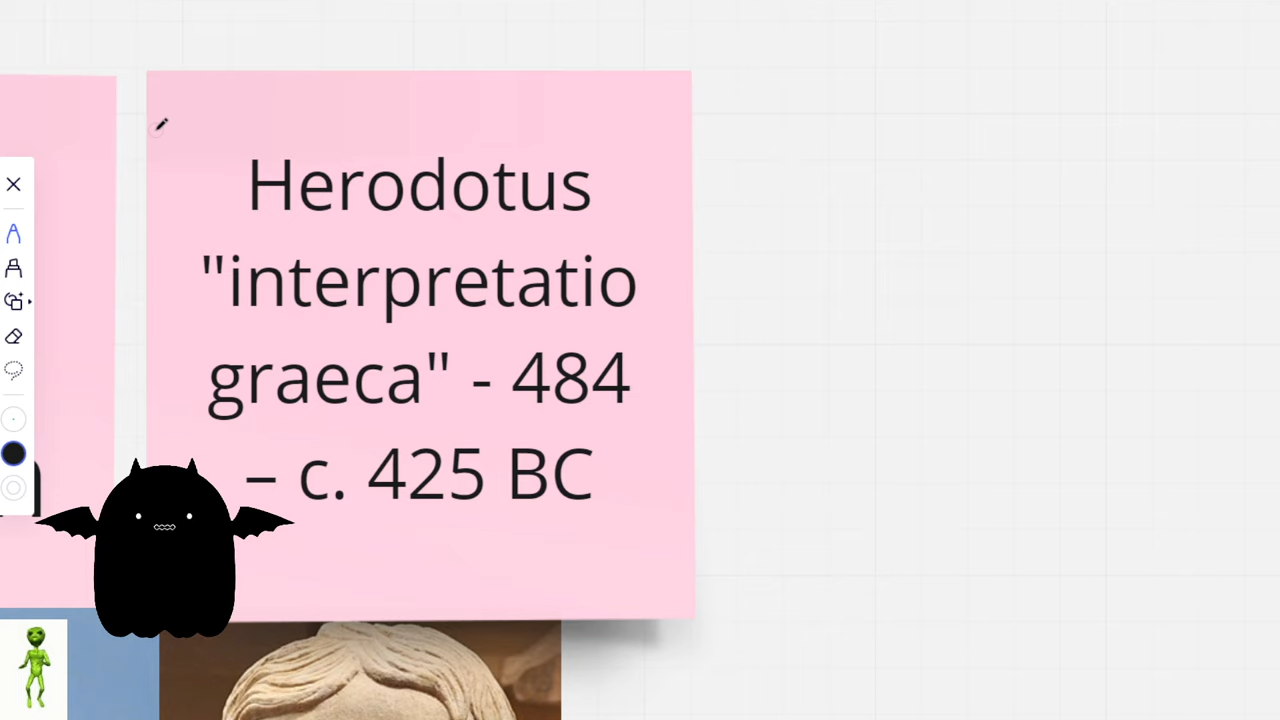 Herodotus
"interpretatio
graeca" - 484
– c. 425 BC